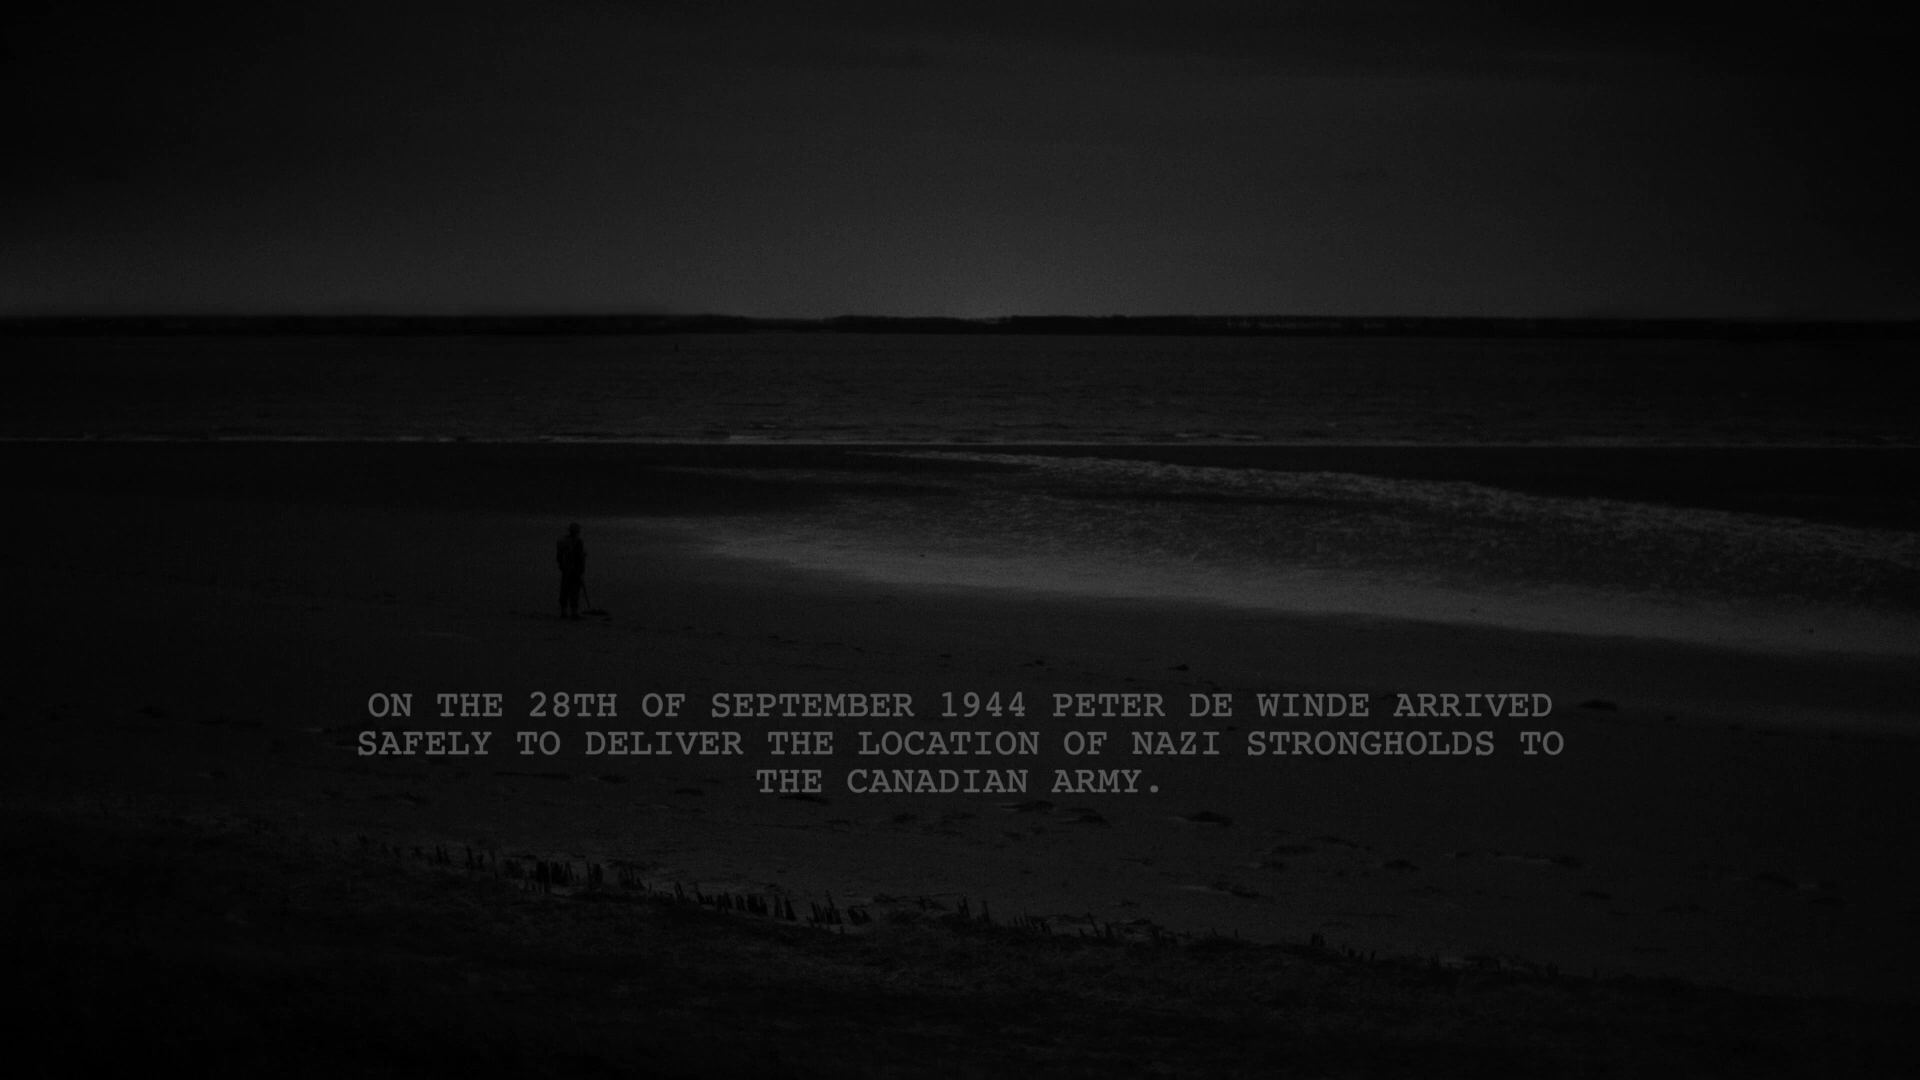 ON THE 28TH OF SEPTEMBER 1944 PETER DE WINDE ARRIVED
SAFELY TO DELIVER THE LOCATION OF NAZI STRONGHOLDS TO
THE CANADIAN ARMY.